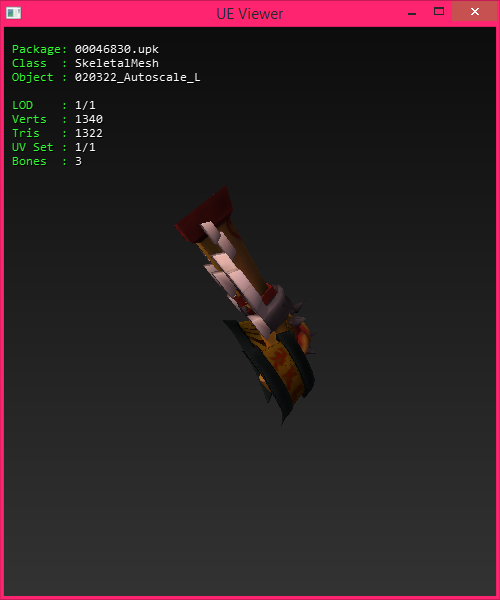 UE Viewer
Package: 00046830.upk
Class : SkeletalMesh
Object : 020322_Autoscale_L
LOD : 1/1
Verts : 1340
Tris : 1322
UV Set : 1/1
Bones : 3